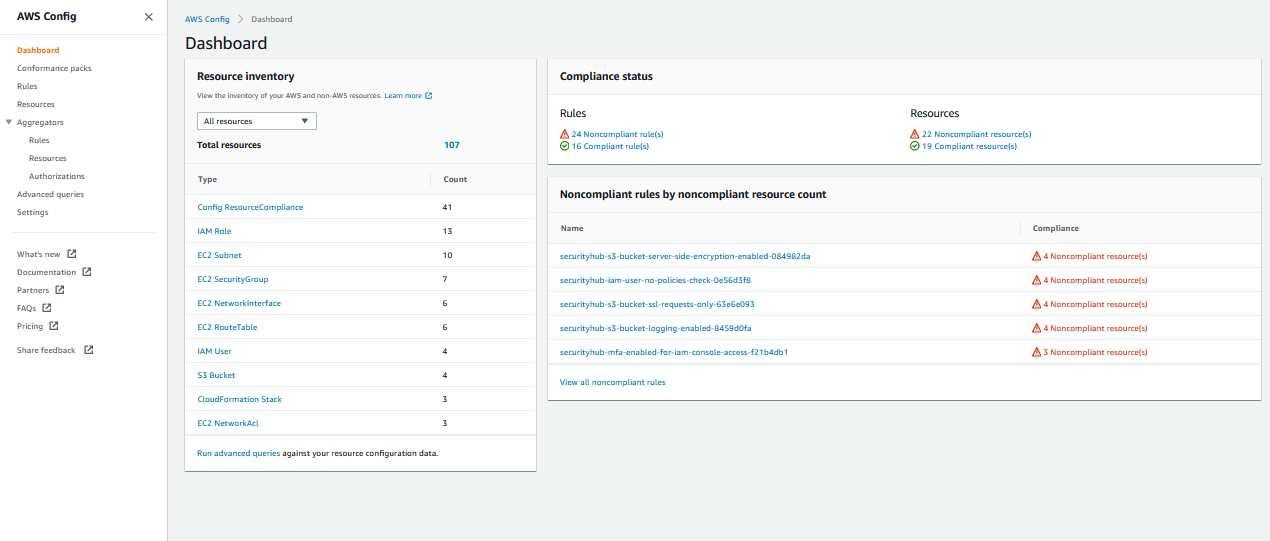 AWS Config
Dashboard
Conformance packs
Rules
Resources
Aggregators
Rules
Resources
Authorizations
Advanced queries
Settings
What's new
Documentation
Partners
FAQs
Pricing
Share feedback
AWS Config > Dashboard
Dashboard
Resource inventory
View the inventory of your AWS and non-AWS resources. Learn more
All resources
Total resources 107
Type Count
Config ResourceCompliance 41
IAM Role 13
EC2 Subnet 10
EC2 SecurityGroup 7
EC2 NetworkInterface 6
EC2 RouteTable 6
IAM User 4
S3 Bucket 4
CloudFormation Stack 3
EC2 NetworkAcl 3
Run advanced queries against your resource configuration data.
Compliance status
Rules
24 Noncompliant rule(s)
16 Compliant rule(s)
Resources
22 Noncompliant resource(s)
19 Compliant resource(s)
Noncompliant rules by noncompliant resource count
Name Compliance
securityhub-s3-bucket-server-side-encryption-enabled-084982da 4 Noncompliant resource(s)
securityhub-iam-user-no-policies-check-0e56d3f8 4 Noncompliant resource(s)
securityhub-s3-bucket-ssl-requests-only-63e6e093 4 Noncompliant resource(s)
securityhub-s3-bucket-logging-enabled-8459d0fa 4 Noncompliant resource(s)
securityhub-mfa-enabled-for-iam-console-access-f21b4db1 3 Noncompliant resource(s)
View all noncompliant rules